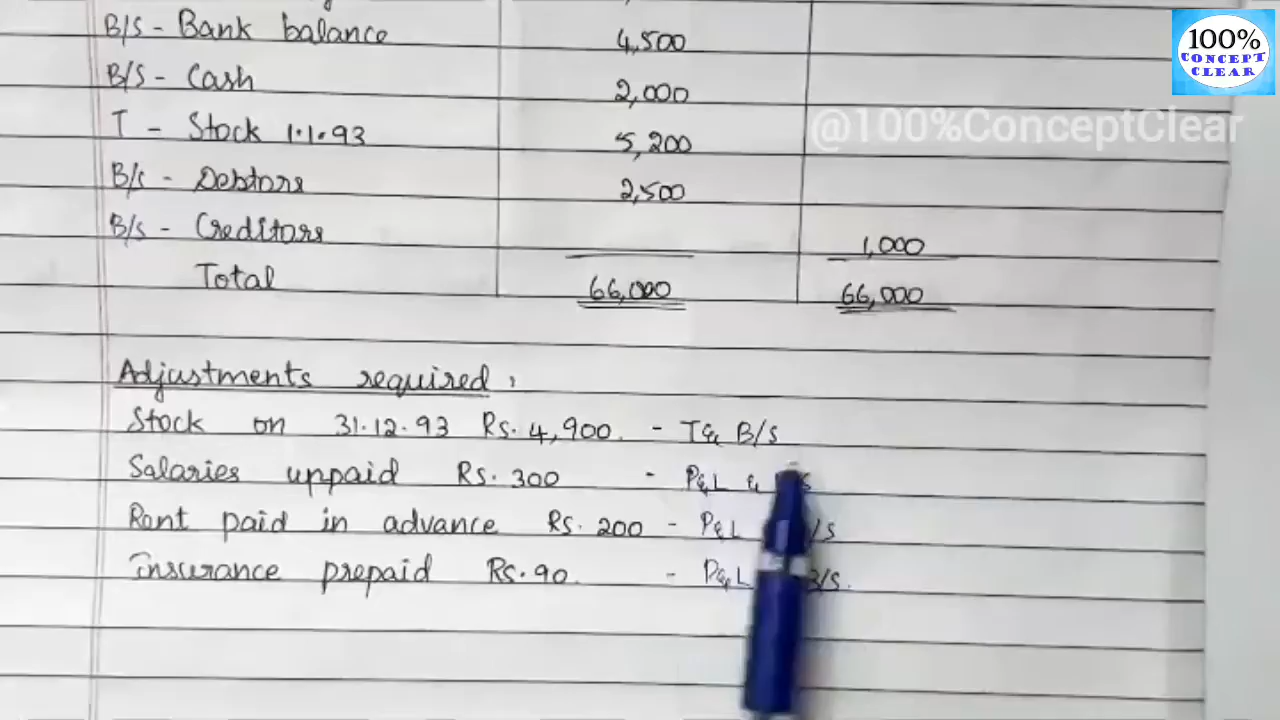 B/S - Bank balance 4,500
B/S - Cash 2,000
T - Stock 1.1.93 5,200
B/S - Debtors 2,500
B/S - Creditors 1,000
Total 66,000 66,000
Adjustments required :
Stock on 31.12.93 Rs. 4,900. - T & B/S
Salaries unpaid Rs. 300 - P&L &
Rent paid in advance Rs. 200 - P&L
Insurance prepaid Rs. 90. - P&L B/S.
100%
CONCEPT
CLEAR
@100%ConceptClear